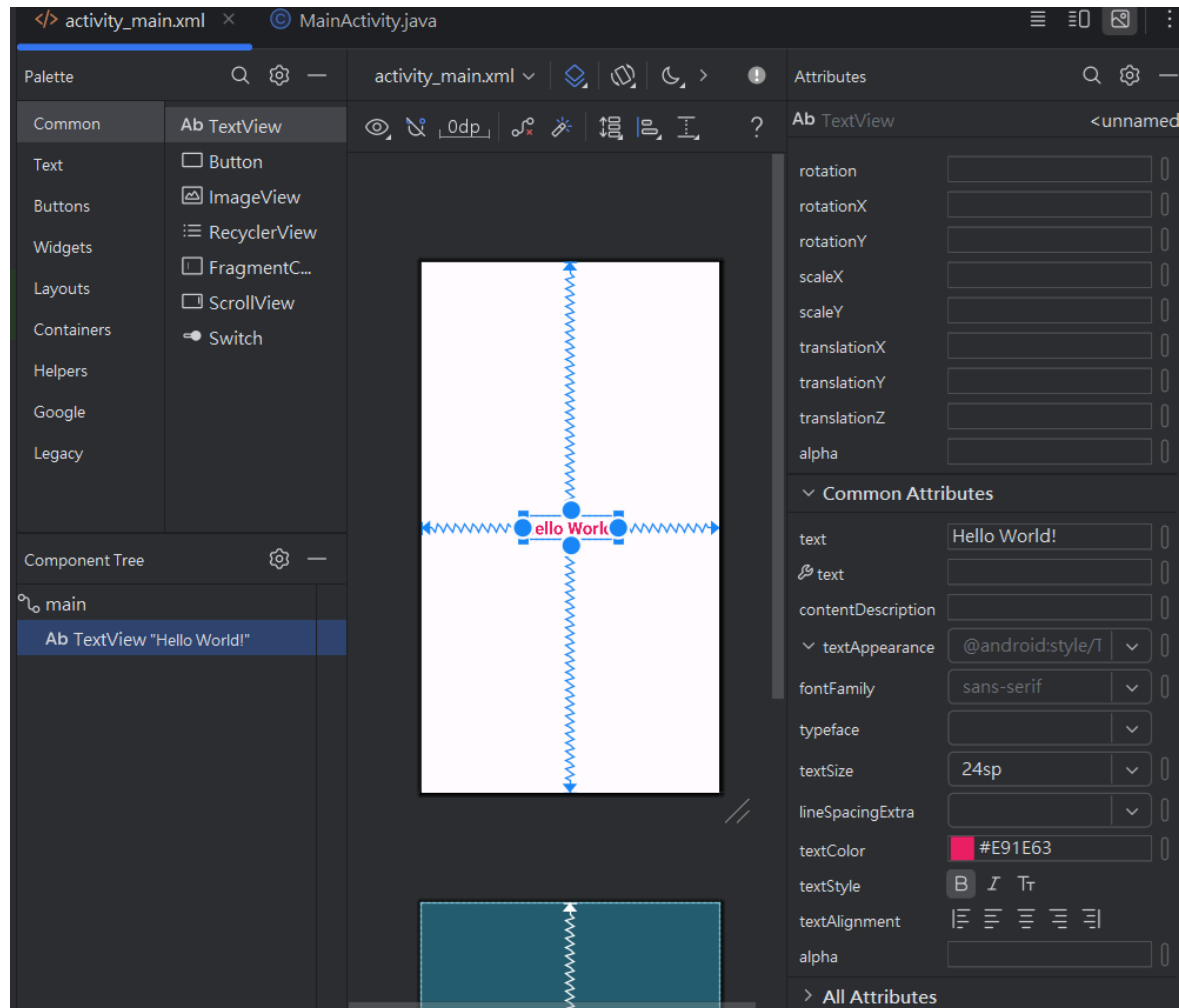 </> activity_main.xml
MainActivity.java
Palette
Common
Text
Buttons
Widgets
Layouts
Containers
Helpers
Google
Legacy
Ab TextView
Button
ImageView
RecyclerView
FragmentC...
ScrollView
Switch
Component Tree
main
Ab TextView "Hello World!"
activity_main.xml
0dp
?
ello World
Attributes
Ab TextView <unnamed
rotation
rotationX
rotationY
scaleX
scaleY
translationX
translationY
translationZ
alpha
Common Attributes
text Hello World!
text
contentDescription
textAppearance @android:style/T
fontFamily sans-serif
typeface
textSize 24sp
lineSpacingExtra
textColor #E91E63
textStyle B I Tт
textAlignment
alpha
All Attributes